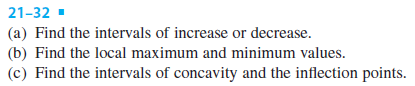 21–32 ■
(a) Find the intervals of increase or decrease.
(b) Find the local maximum and minimum values.
(c) Find the intervals of concavity and the inflection points.